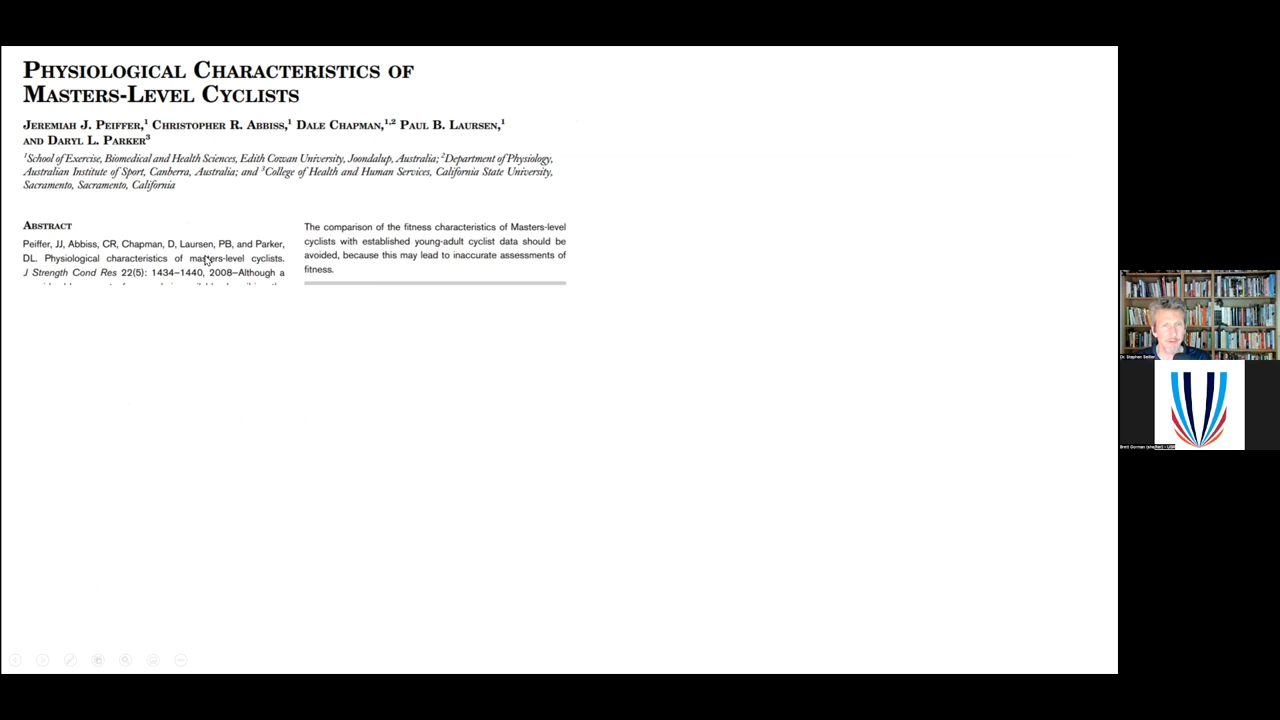 PHYSIOLOGICAL CHARACTERISTICS OF
MASTERS-LEVEL CYCLISTS
JEREMIAH J. PEIFFER,1 CHRISTOPHER R. ABBISS,1 DALE CHAPMAN,1,2 PAUL B. LAURSEN,1
AND DARYL L. PARKER3
1School of Exercise, Biomedical and Health Sciences, Edith Cowan University, Joondalup, Australia; 2Department of Physiology,
Australian Institute of Sport, Canberra, Australia; and 3College of Health and Human Services, California State University,
Sacramento, Sacramento, California
ABSTRACT
Peiffer, JJ, Abbiss, CR, Chapman, D, Laursen, PB, and Parker,
DL. Physiological characteristics of masters-level cyclists.
J Strength Cond Res 22(5): 1434–1440, 2008–Although a
The comparison of the fitness characteristics of Masters-level
cyclists with established young-adult cyclist data should be
avoided, because this may lead to inaccurate assessments of
fitness.
Dr. Stephen Seiler
Brett Gorman